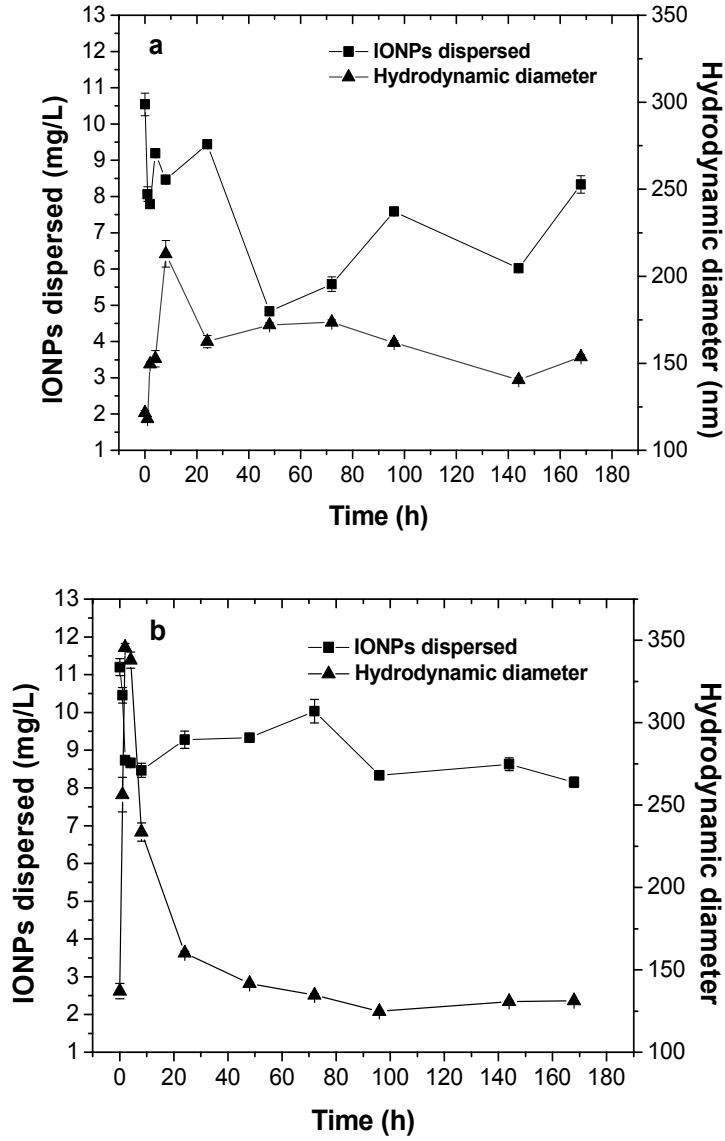 a
IONPs dispersed
Hydrodynamic diameter
IONPs dispersed (mg/L)
13
12
11
10
9
8
7
6
5
4
3
2
1
350
300
250
200
150
100
Hydrodynamic diameter (nm)
0 20 40 60 80 100 120 140 160 180
Time (h)
b
IONPs dispersed
Hydrodynamic diameter
IONPs dispersed (mg/L)
13
12
11
10
9
8
7
6
5
4
3
2
1
350
300
250
200
150
100
Hydrodynamic diameter
0 20 40 60 80 100 120 140 160 180
Time (h)